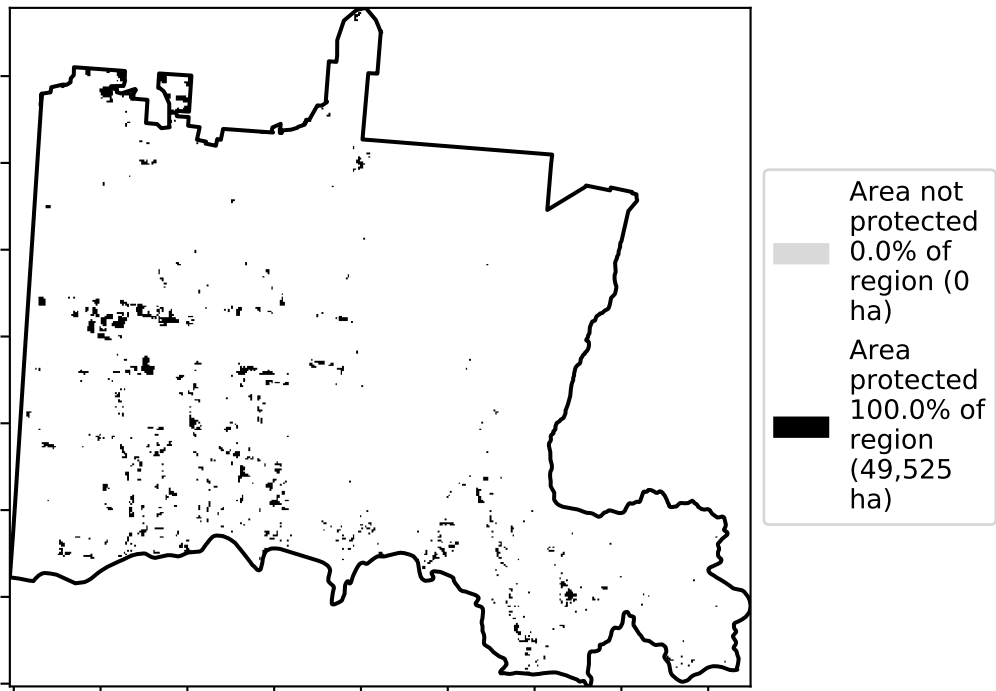 Area not
protected
0.0% of
region (0
ha)
Area
protected
100.0% of
region
(49,525
ha)